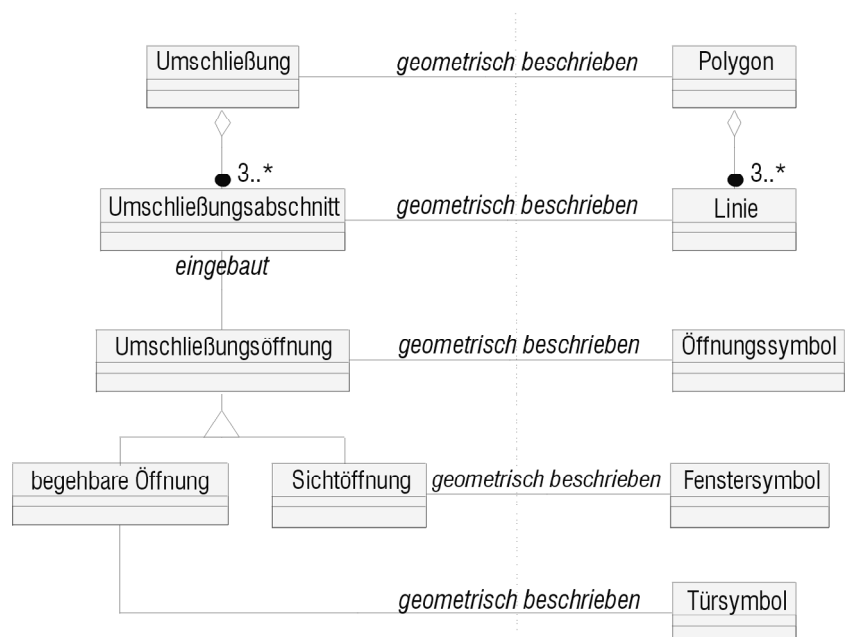 Umschließung
geometrisch beschrieben
Polygon
3..*
3..*
Umschließungsabschnitt
geometrisch beschrieben
Linie
eingebaut
Umschließungsöffnung
geometrisch beschrieben
Öffnungssymbol
begehbare Öffnung
Sichtöffnung
geometrisch beschrieben
Fenstersymbol
geometrisch beschrieben
Türsymbol